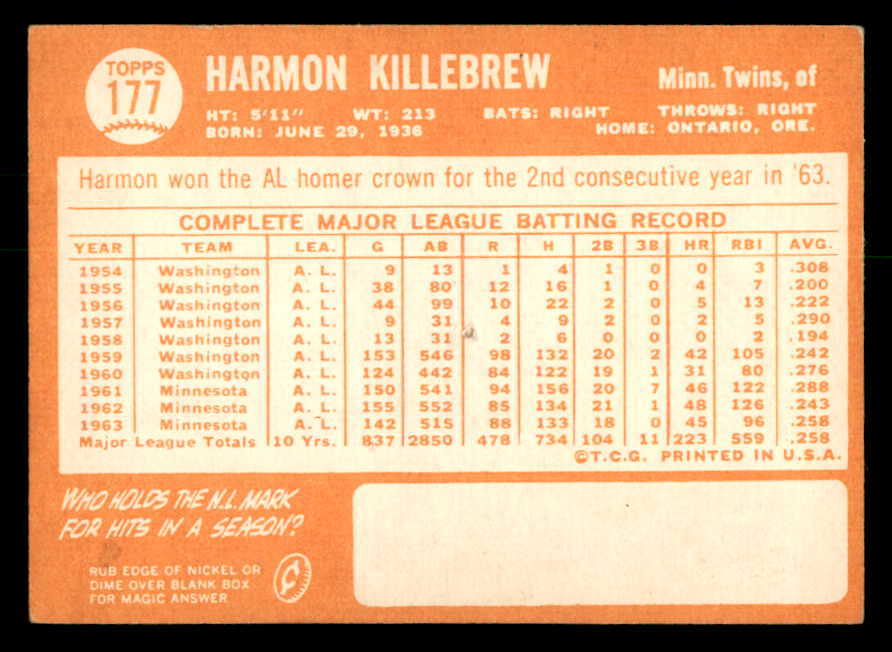 TOPPS
177
HARMON KILLEBREW
Minn. Twins, of
HT: 5'11" WT: 213 BATS: RIGHT THROWS: RIGHT
BORN: JUNE 29, 1936 HOME: ONTARIO, ORE.
Harmon won the AL homer crown for the 2nd consecutive year in '63.
COMPLETE MAJOR LEAGUE BATTING RECORD
YEAR TEAM LEA. G AB R H 2B 3B HR RBI AVG.
1954 Washington A. L. 9 13 1 4 1 0 0 3 .308
1955 Washington A. L. 38 80 12 16 1 0 4 7 .200
1956 Washington A. L. 44 99 10 22 2 0 5 13 .222
1957 Washington A. L. 9 31 4 9 2 0 2 5 .290
1958 Washington A. L. 13 31 2 6 0 0 0 2 .194
1959 Washington A. L. 153 546 98 132 20 2 42 105 .242
1960 Washington A. L. 124 442 84 122 19 1 31 80 .276
1961 Minnesota A. L. 150 541 94 156 20 7 46 122 .288
1962 Minnesota A. L. 155 552 85 134 21 1 48 126 .243
1963 Minnesota A. L. 142 515 88 133 18 0 45 96 .258
Major League Totals 10 Yrs. 837 2850 478 734 104 11 223 559 .258
©T.C.G. PRINTED IN U.S.A.
WHO HOLDS THE N.L. MARK
FOR HITS IN A SEASON?
RUB EDGE OF NICKEL OR
DIME OVER BLANK BOX
FOR MAGIC ANSWER